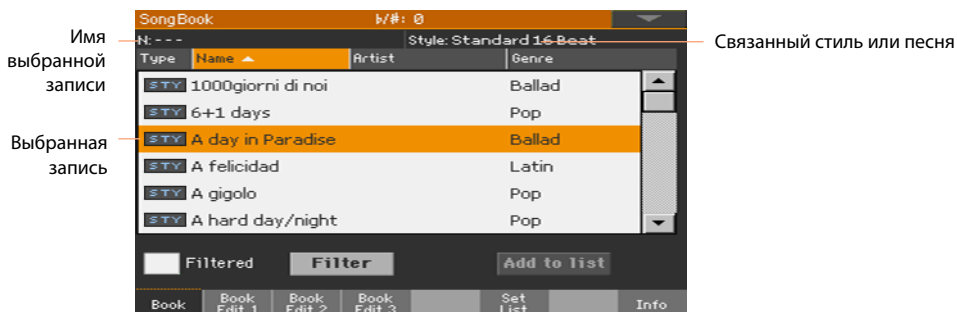 SongBook ♭/#: 0
N: --- Style: Standard 16 Beat
Type Name Artist Genre
STY 1000giorni di noi Ballad
STY 6+1 days Pop
STY A day in Paradise Ballad
STY A felicidad Latin
STY A gigolo Pop
STY A hard day/night Pop
Filtered Filter Add to list
Book Book Edit 1 Book Edit 2 Book Edit 3 Set List Info
Имя
выбранной
записи
Выбранная
запись
Связанный стиль или песня